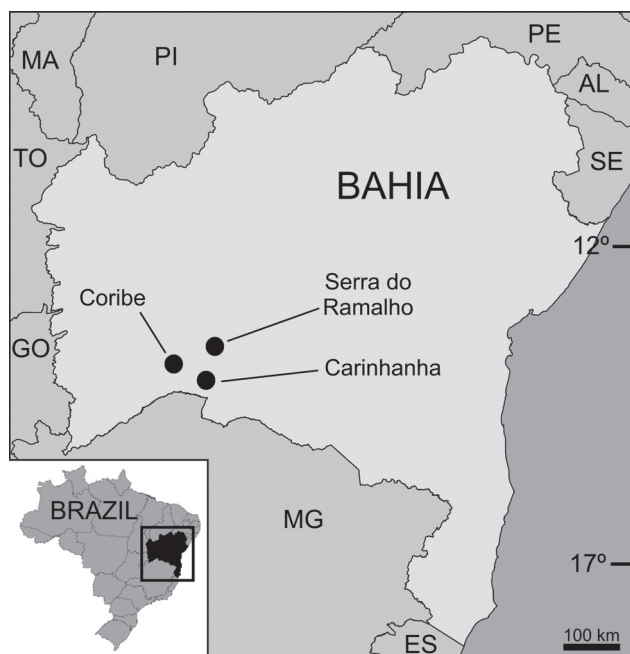 PE
MA
PI
AL
TO
SE
BAHIA
12º
Serra do
Ramalho
Coribe
GO
Carinhanha
BRAZIL
MG
17º
ES
100 km